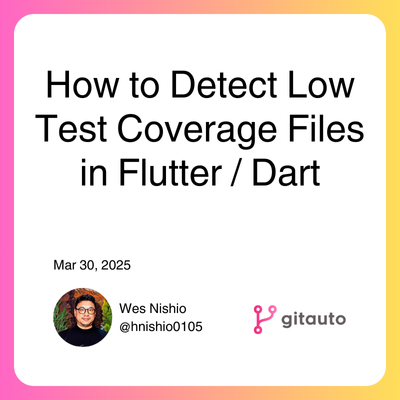 How to Detect Low
Test Coverage Files
in Flutter / Dart
Mar 30, 2025
Wes Nishio
@hnishio0105
gitauto